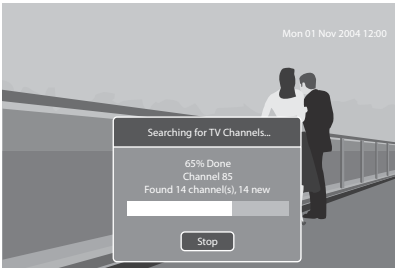 Mon 01 Nov 2004 12:00
Searching for TV Channels...
65% Done
Channel 85
Found 14 channel(s), 14 new
Stop